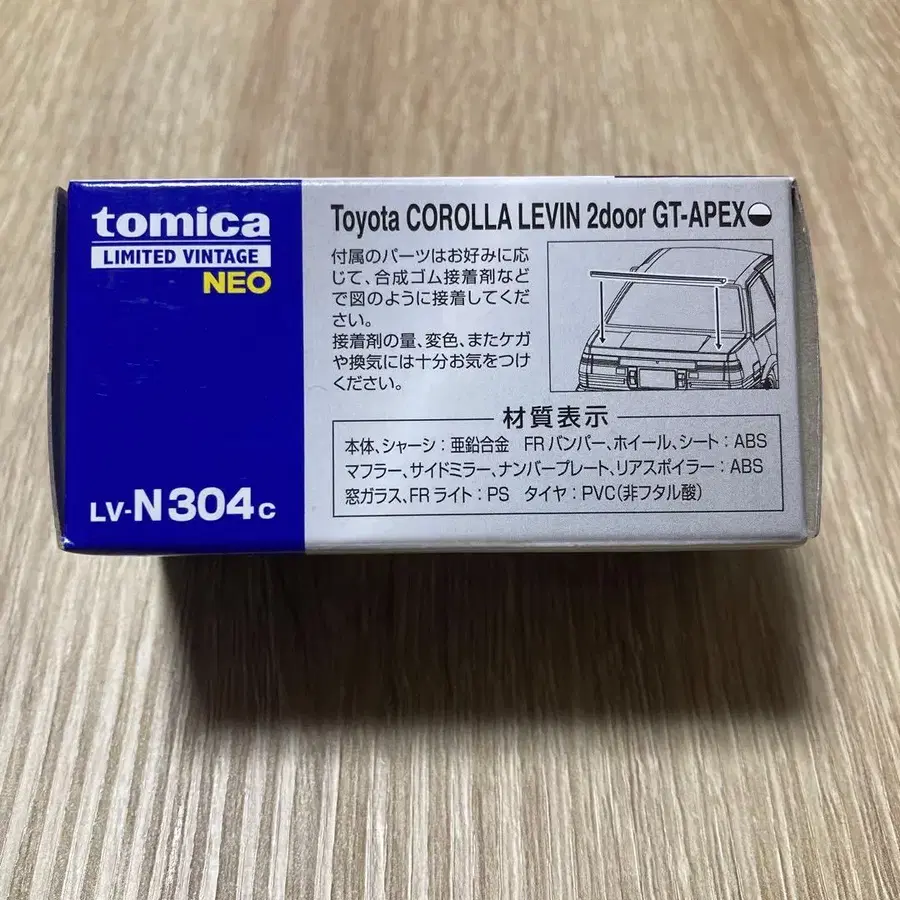 tomica
LIMITED VINTAGE
NEO
LV-N304c
Toyota COROLLA LEVIN 2door GT-APEX
付属のパーツはお好みに応
じて、合成ゴム接着剤など
で図のように接着してくだ
さい。
接着剤の量、変色、またケガ
や換気には十分お気をつけ
ください。
材質表示
本体、シャーシ：亜鉛合金 FRバンパー、ホイール、シート：ABS
マフラー、サイドミラー、ナンバープレート、リアスポイラー：ABS
窓ガラス、FRライト：PS タイヤ：PVC(非フタル酸)